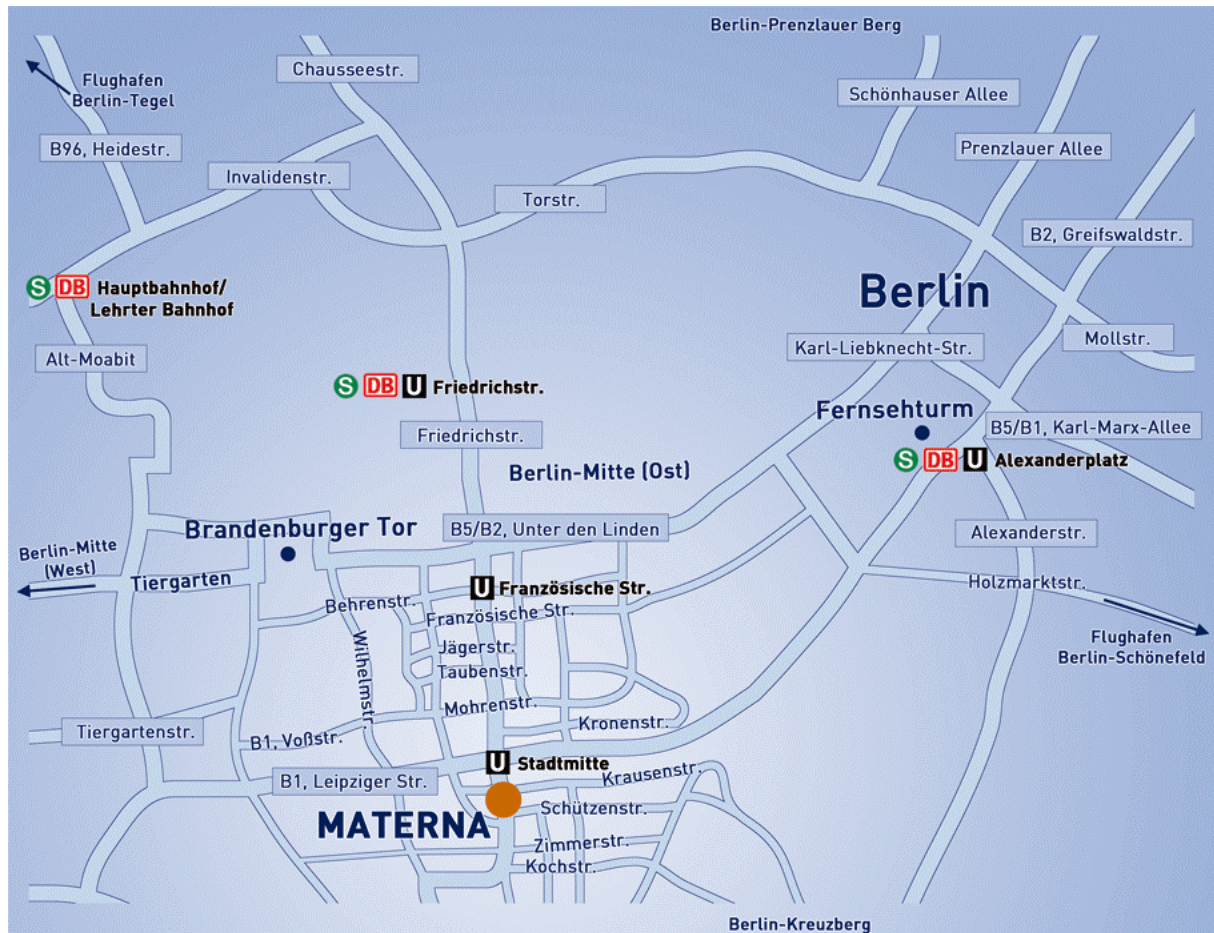 Berlin-Prenzlauer Berg
Chausseestr.
Flughafen
Berlin-Tegel
Schönhauser Allee
B96, Heidestr.
Prenzlauer Allee
Invalidenstr.
Torstr.
B2, Greifswaldstr.
S DB Hauptbahnhof/
Lehrter Bahnhof
Berlin
Mollstr.
Karl-Liebknecht-Str.
Alt-Moabit
S DB U Friedrichstr.
Fernsehturm
Friedrichstr.
B5/B1, Karl-Marx-Allee
S DB U Alexanderplatz
Berlin-Mitte (Ost)
Brandenburger Tor
B5/B2, Unter den Linden
Alexanderstr.
Berlin-Mitte
(West)
Tiergarten
Holzmarktstr.
U Französische Str.
Behrenstr.
Französische Str.
Flughafen
Berlin-Schönefeld
Jägerstr.
Wilhelmstr.
Taubenstr.
Mohrenstr.
Kronenstr.
Tiergartenstr.
B1, Voßstr.
U Stadtmitte
B1, Leipziger Str.
Krausenstr.
Schützenstr.
MATERNA
Zimmerstr.
Kochstr.
Berlin-Kreuzberg